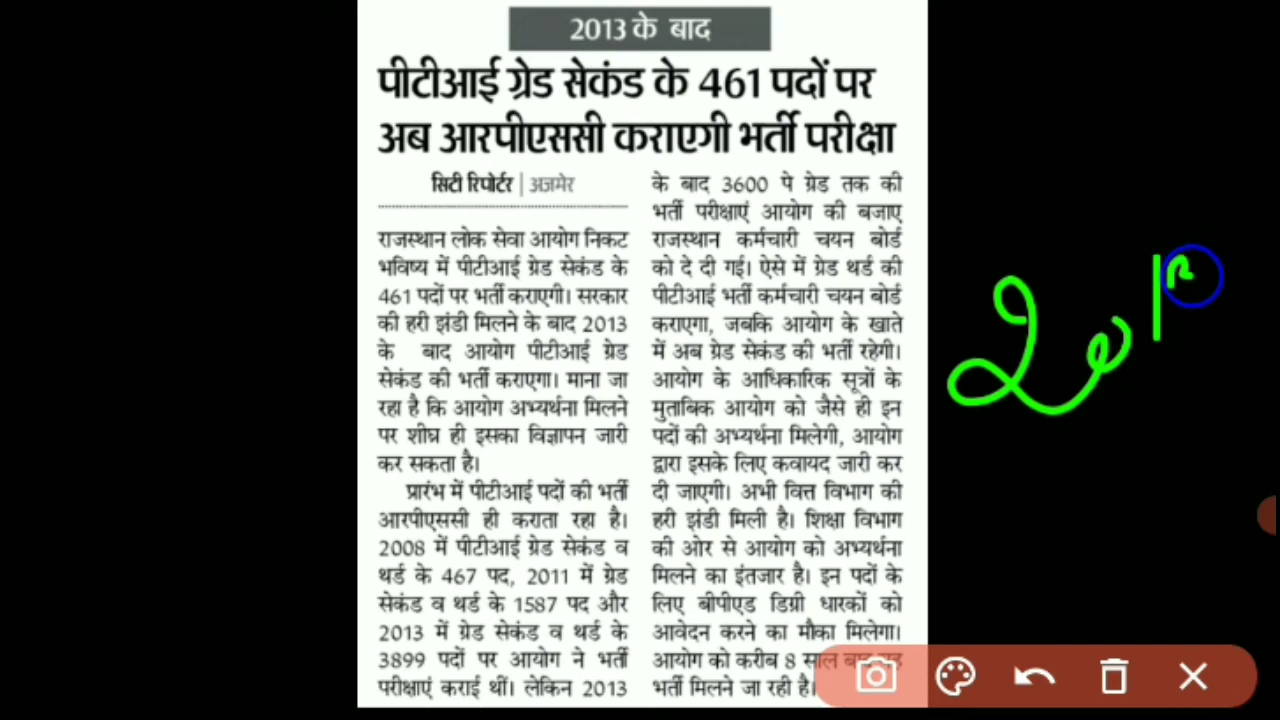 2013 के बाद
पीटीआई ग्रेड सेकंड के 461 पदों पर
अब आरपीएससी कराएगी भर्ती परीक्षा
सिटी रिपोर्टर | अजमेर
राजस्थान लोक सेवा आयोग निकट
भविष्य में पीटीआई ग्रेड सेकंड के
461 पदों पर भर्ती कराएगी। सरकार
की हरी झंडी मिलने के बाद 2013
के बाद आयोग पीटीआई ग्रेड
सेकंड की भर्ती कराएगा। माना जा
रहा है कि आयोग अभ्यर्थना मिलने
पर शीघ्र ही इसका विज्ञापन जारी
कर सकता है।
प्रारंभ में पीटीआई पदों की भर्ती
आरपीएससी ही कराता रहा है।
2008 में पीटीआई ग्रेड सेकंड व
थर्ड के 467 पद, 2011 में ग्रेड
सेकंड व थर्ड के 1587 पद और
2013 में ग्रेड सेकंड व थर्ड के
3899 पदों पर आयोग ने भर्ती
परीक्षाएं कराई थीं। लेकिन 2013
के बाद 3600 पे ग्रेड तक की
भर्ती परीक्षाएं आयोग की बजाए
राजस्थान कर्मचारी चयन बोर्ड
को दे दी गई। ऐसे में ग्रेड थर्ड की
पीटीआई भर्ती कर्मचारी चयन बोर्ड
कराएगा, जबकि आयोग के खाते
में अब ग्रेड सेकंड की भर्ती रहेगी।
आयोग के आधिकारिक सूत्रों के
मुताबिक आयोग को जैसे ही इन
पदों की अभ्यर्थना मिलेगी, आयोग
द्वारा इसके लिए कवायद जारी कर
दी जाएगी। अभी वित्त विभाग की
हरी झंडी मिली है। शिक्षा विभाग
की ओर से आयोग को अभ्यर्थना
मिलने का इंतजार है। इन पदों के
लिए बीपीएड डिग्री धारकों को
आवेदन करने का मौका मिलेगा।
आयोग को करीब 8 साल बाद यह
भर्ती मिलने जा रही है।